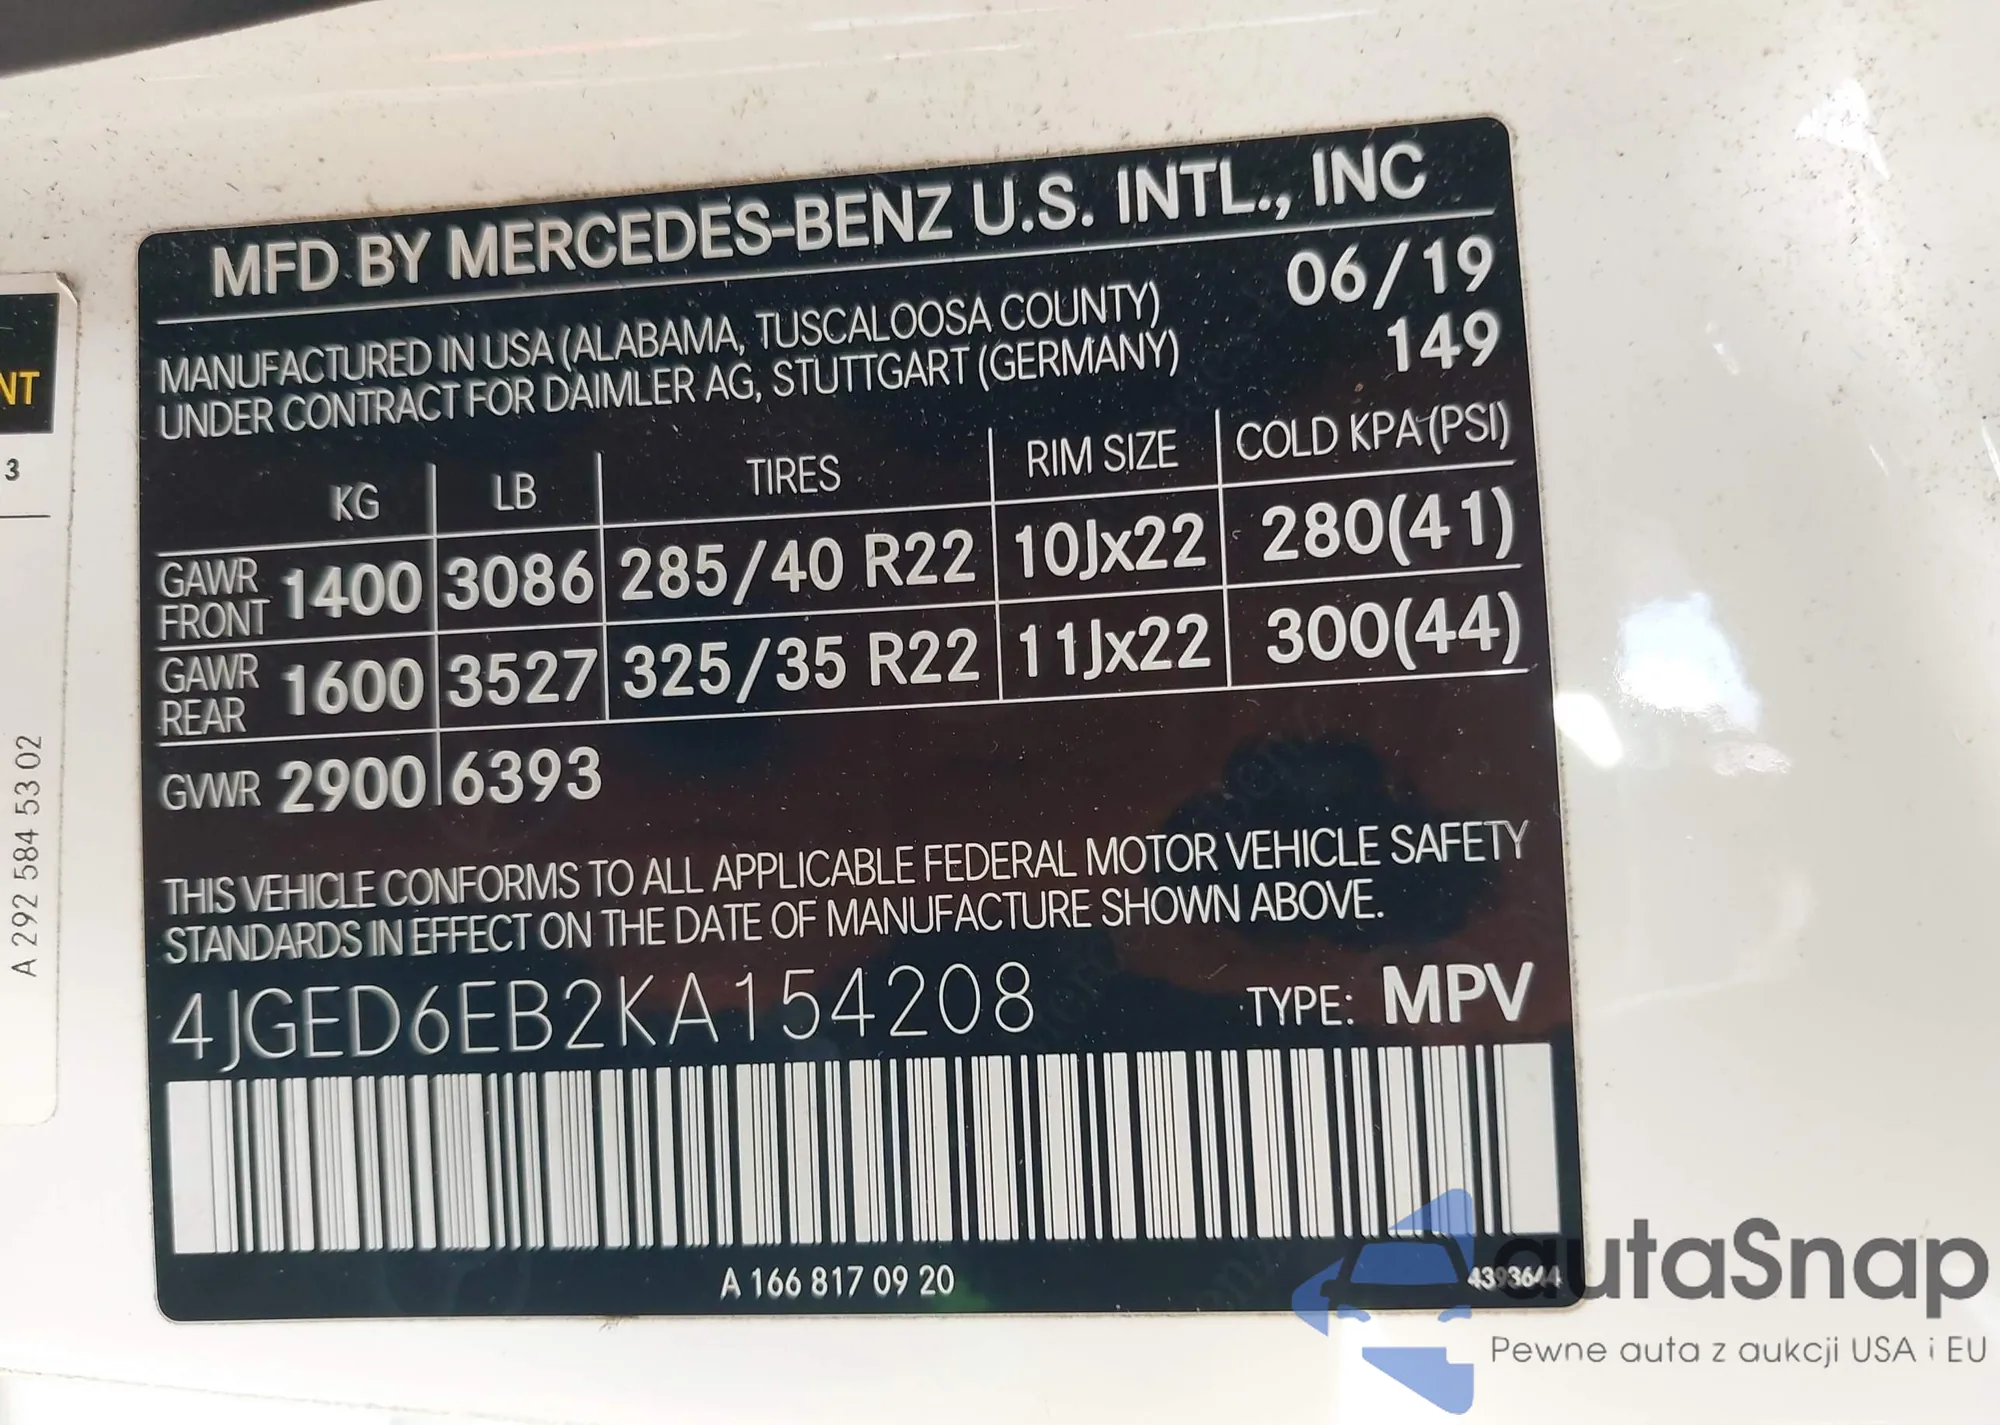 MFD BY MERCEDES-BENZ U.S. INTL., INC
MANUFACTURED IN USA (ALABAMA, TUSCALOOSA COUNTY) 06/19
UNDER CONTRACT FOR DAIMLER AG, STUTTGART (GERMANY) 149
KG LB TIRES RIM SIZE COLD KPA (PSI)
GAWR FRONT 1400 3086 285/40 R22 10Jx22 280(41)
GAWR REAR 1600 3527 325/35 R22 11Jx22 300(44)
GVWR 2900 6393
THIS VEHICLE CONFORMS TO ALL APPLICABLE FEDERAL MOTOR VEHICLE SAFETY
STANDARDS IN EFFECT ON THE DATE OF MANUFACTURE SHOWN ABOVE.
4JGED6EB2KA154208 TYPE: MPV
A 166 817 09 20 4393644
NT
3
A 292 584 53 02
autaSnap
Pewne auta z aukcji USA i EU